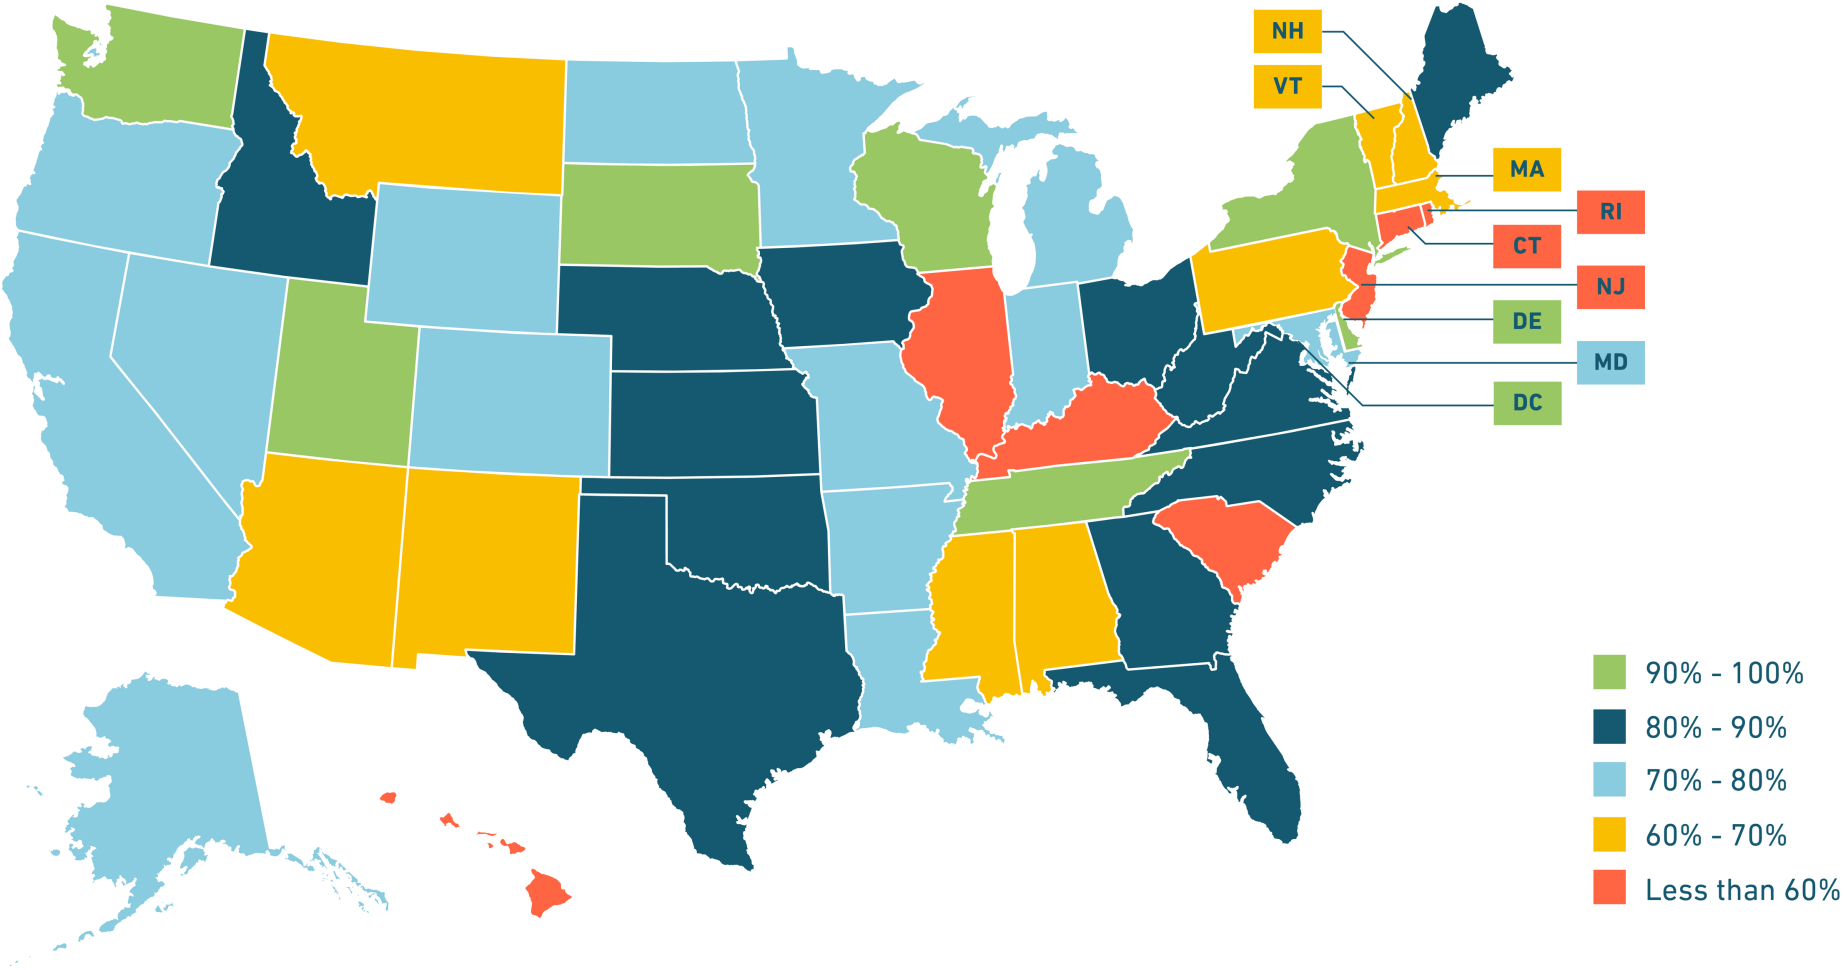 NH
VT
MA
RI
CT
NJ
DE
MD
DC
90% - 100%
80% - 90%
70% - 80%
60% - 70%
Less than 60%